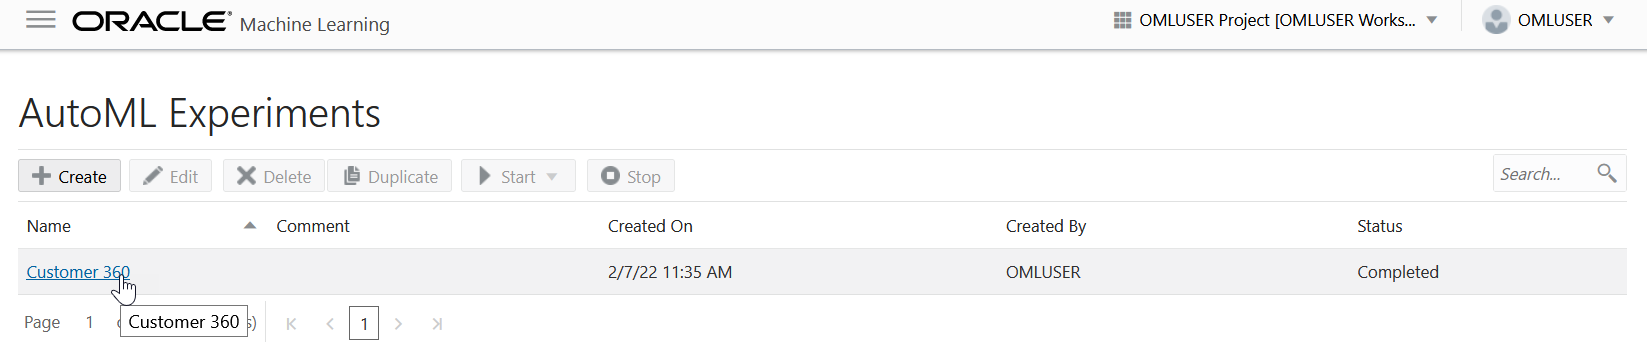 ORACLE Machine Learning
OMLUSER Project [OMLUSER Works...
OMLUSER
AutoML Experiments
Create Edit Delete Duplicate Start Stop
Search...
Name Comment Created On Created By Status
Customer 360 2/7/22 11:35 AM OMLUSER Completed
Page 1 s) 1
Customer 360